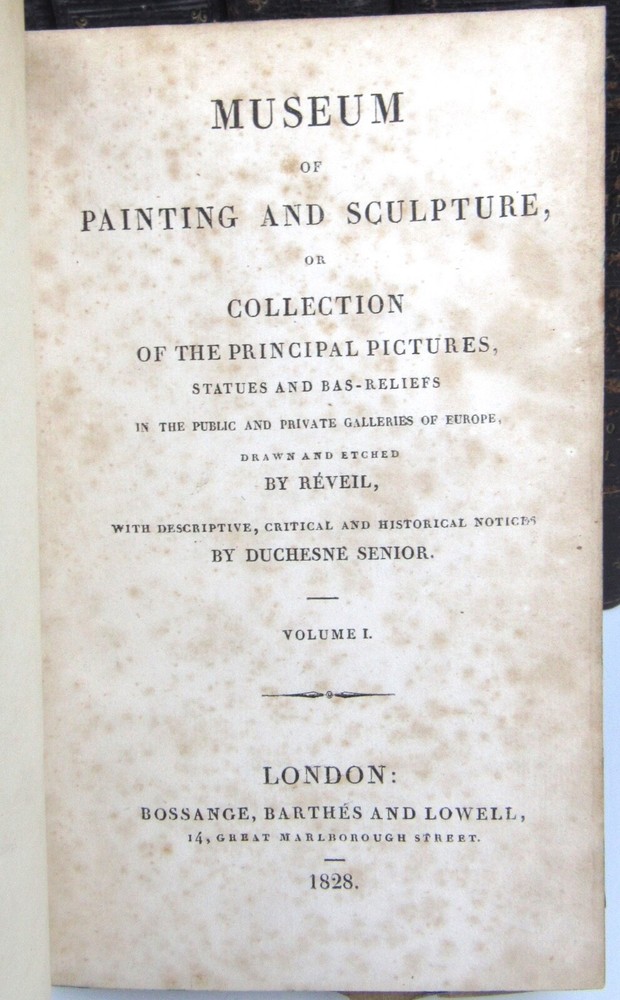 MUSEUM
OF
PAINTING AND SCULPTURE,
OR
COLLECTION
OF THE PRINCIPAL PICTURES,
STATUES AND BAS-RELIEFS
IN THE PUBLIC AND PRIVATE GALLERIES OF EUROPE,
DRAWN AND ETCHED
BY RÉVEIL,
WITH DESCRIPTIVE, CRITICAL AND HISTORICAL NOTICES
BY DUCHESNE SENIOR.
VOLUME I.
LONDON:
BOSSANGE, BARTHÉS AND LOWELL,
14, GREAT MARLBOROUGH STREET.
1828.